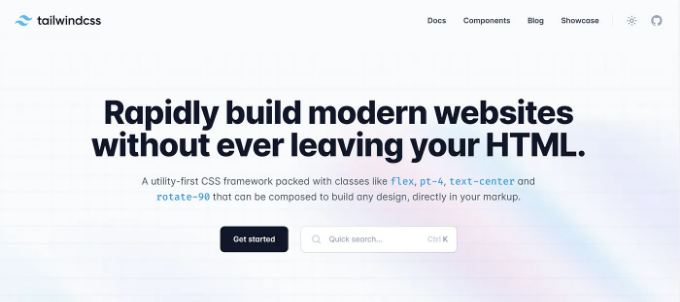 tailwindcss
Docs Components Blog Showcase
Rapidly build modern websites
without ever leaving your HTML.
A utility-first CSS framework packed with classes like flex, pt-4, text-center and
rotate-90 that can be composed to build any design, directly in your markup.
Get started Quick search... Ctrl K